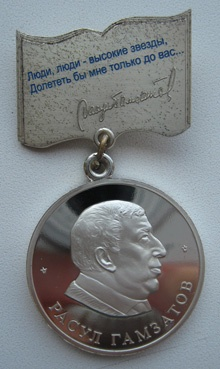 Люди, люди - высокие звезды,
Долететь бы мне только до вас...
РАСУЛ ГАМЗАТОВ